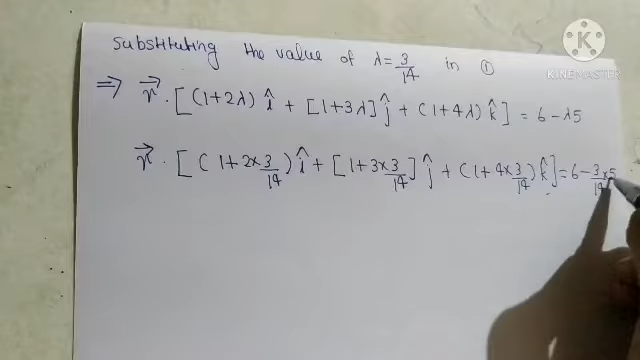 Substituting the value of λ = 3/14 in ①
⇒ r⃗ . [(1+2λ) î + [1+3λ] ĵ + (1+4λ) k̂ ] = 6 - λ5
r⃗ . [ ( 1+2×3/14 ) î + [ 1+3×3/14 ] ĵ + (1+4×3/14 ) k̂ ] = 6 - 3/14 ×5
K
KINEMASTER